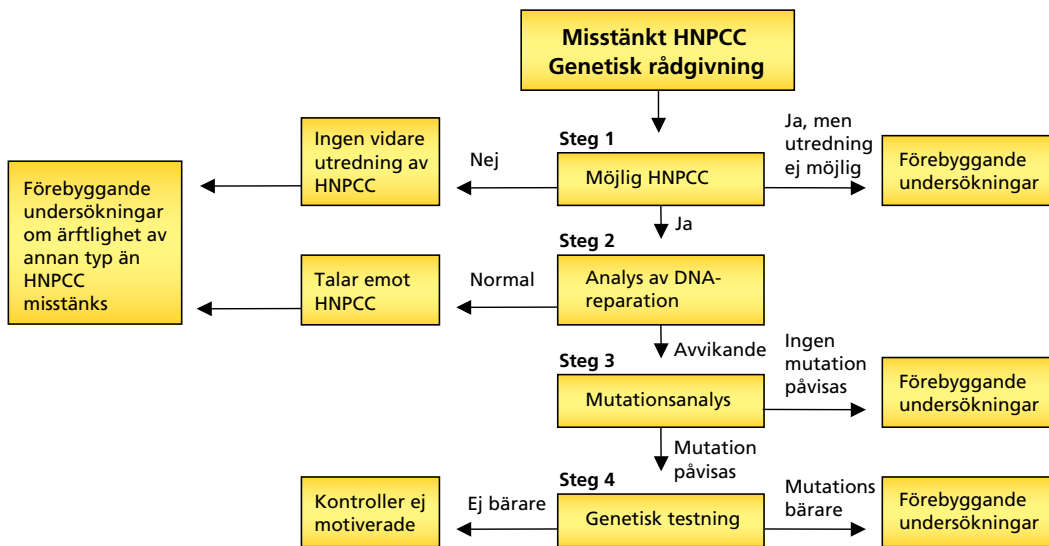 Misstänkt HNPCC
Genetisk rådgivning
Steg 1
Möjlig HNPCC
Nej
Ingen vidare
utredning av
HNPCC
Ja, men
utredning
ej möjlig
Förebyggande
undersökningar
Förebyggande
undersökningar
om ärftlighet av
annan typ än
HNPCC
misstänks
Ja
Steg 2
Analys av DNA-
reparation
Normal
Talar emot
HNPCC
Avvikande
Steg 3
Mutationsanalys
Ingen
mutation
påvisas
Förebyggande
undersökningar
Mutation
påvisas
Steg 4
Genetisk testning
Ej bärare
Kontroller ej
motiverade
Mutations
bärare
Förebyggande
undersökningar